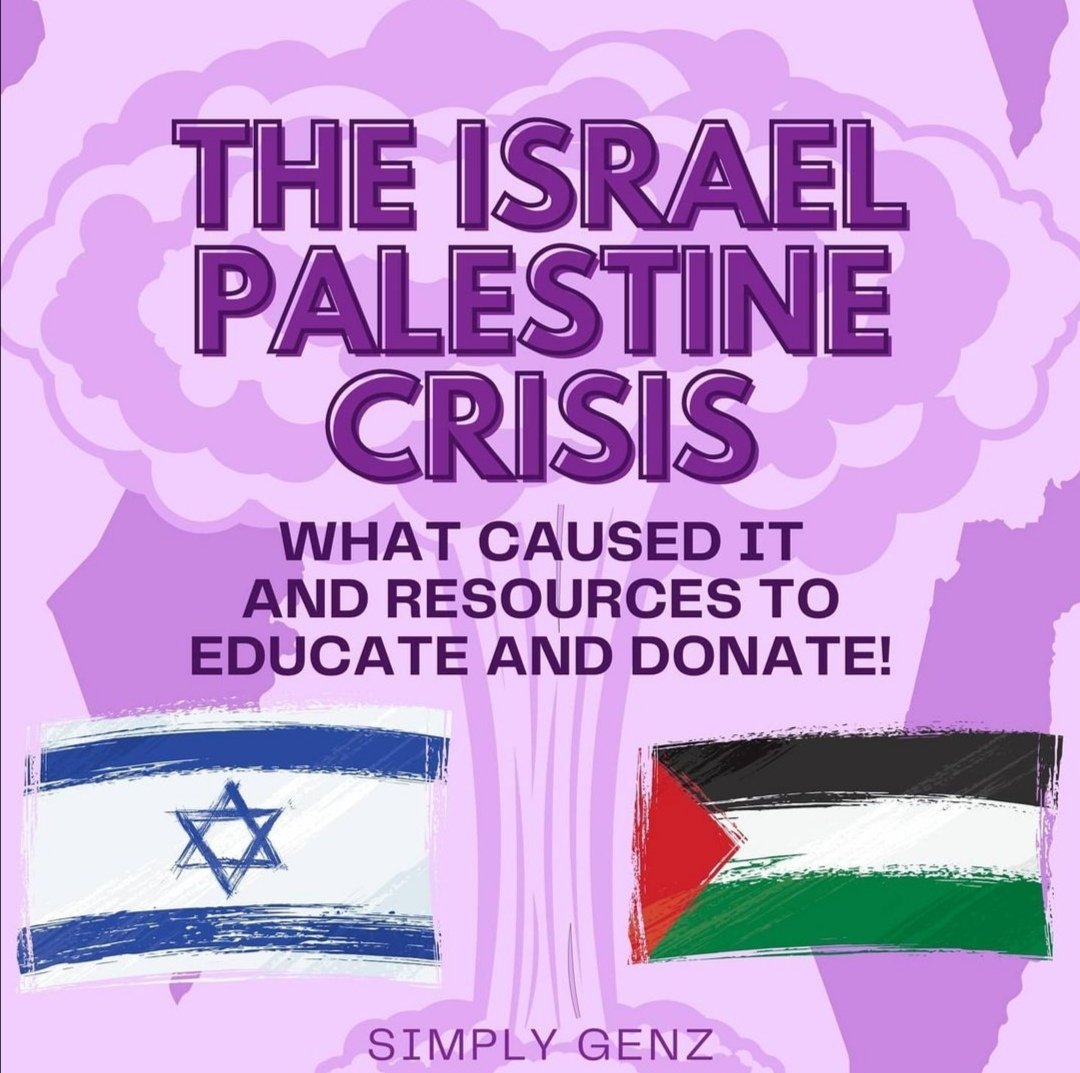 THE ISRAEL
PALESTINE
CRISIS
WHAT CAUSED IT
AND RESOURCES TO
EDUCATE AND DONATE!
SIMPLY GENZ